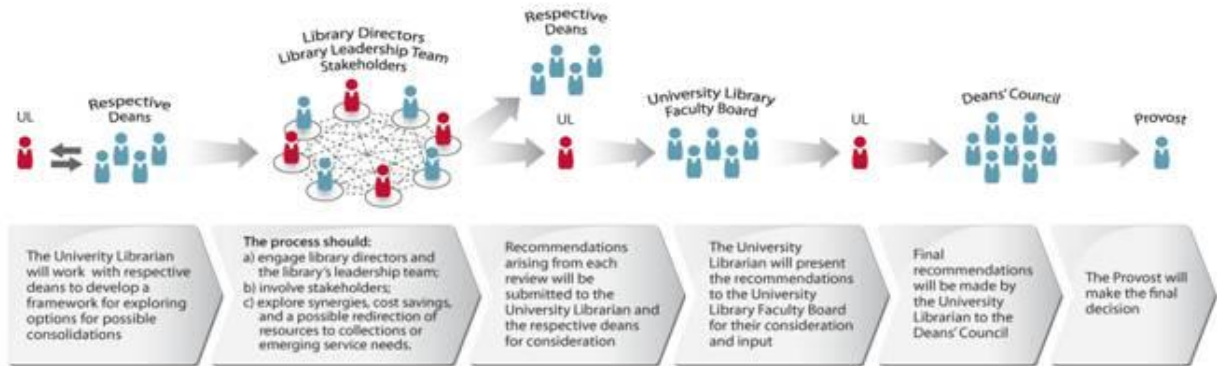 UL
Respective
Deans
Library Directors
Library Leadership Team
Stakeholders
Respective
Deans
UL
University Library
Faculty Board
UL
Deans' Council
Provost
The Univerity Librarian
will work with respective
deans to develop a
framework for exploring
options for possible
consolidations
The process should:
a) engage library directors and
the library's leadership team;
b) involve stakeholders;
c) explore synergies, cost savings,
and a possible redirection of
resources to collections or
emerging service needs.
Recommendations
arising from each
review will be
submitted to the
University Librarian and
the respective deans
for consideration
The University
Librarian will present
the recommendations
to the University
Library Faculty Board
for their consideration
and input
Final
recommendations
will be made by
the University
Librarian to the
Deans' Council
The Provost will
make the final
decision